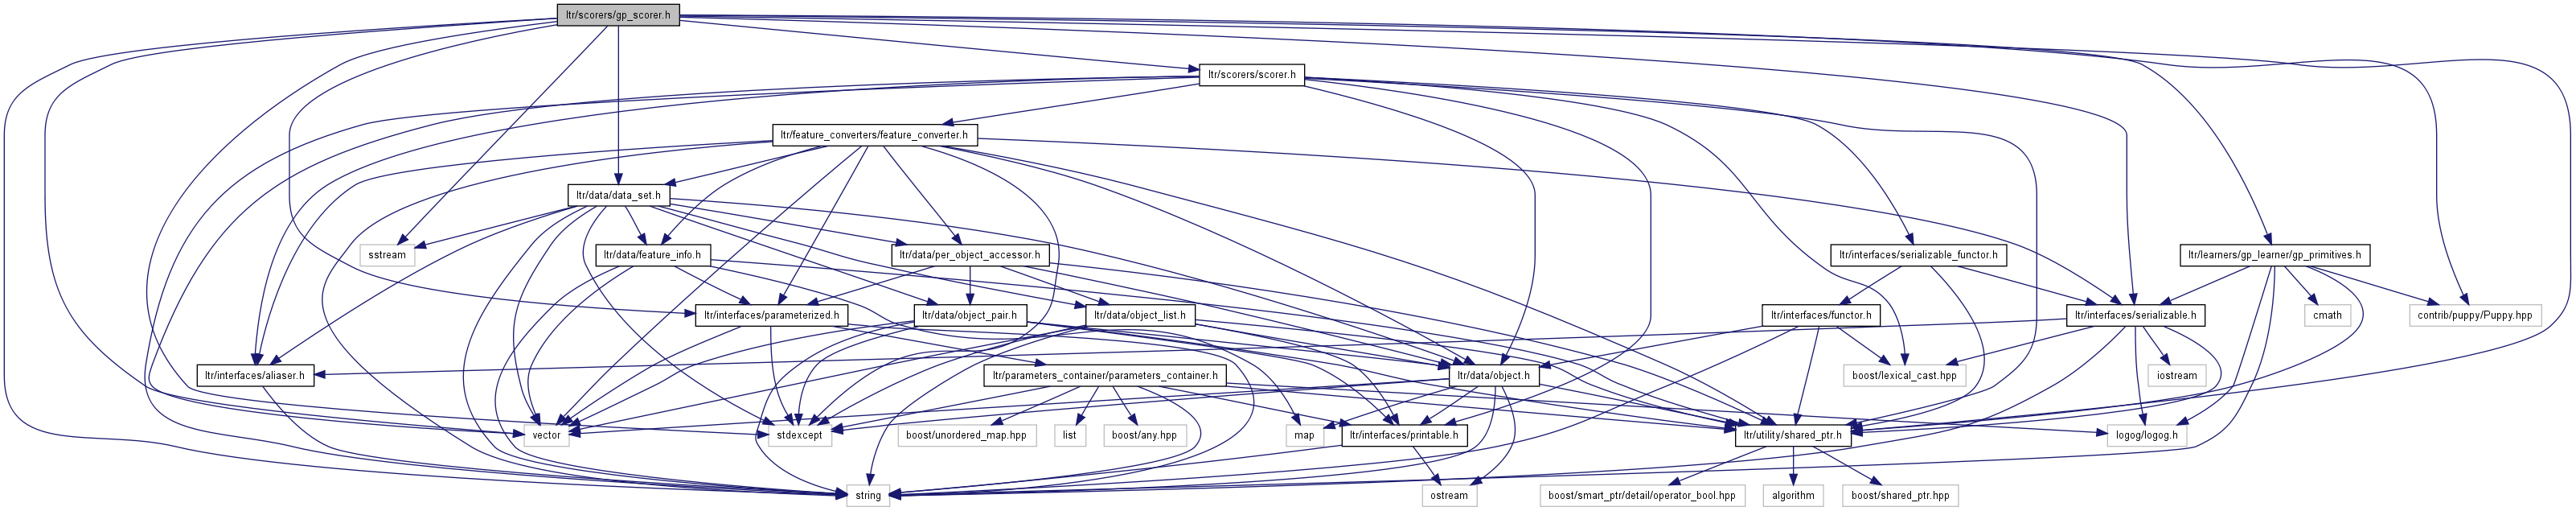 ltr/scorers/gp_scorer.h
ltr/scorers/scorer.h
ltr/feature_converters/feature_converter.h
ltr/data/data_set.h
sstream
ltr/data/feature_info.h
ltr/data/per_object_accessor.h
ltr/interfaces/serializable_functor.h
ltr/learners/gp_learner/gp_primitives.h
ltr/interfaces/parameterized.h
ltr/data/object_pair.h
ltr/data/object_list.h
ltr/interfaces/functor.h
ltr/interfaces/serializable.h
cmath
contrib/puppy/Puppy.hpp
ltr/interfaces/aliaser.h
ltr/parameters_container/parameters_container.h
ltr/data/object.h
boost/lexical_cast.hpp
iostream
vector
stdexcept
boost/unordered_map.hpp
list
boost/any.hpp
map
ltr/interfaces/printable.h
ltr/utility/shared_ptr.h
logog/logog.h
string
ostream
boost/smart_ptr/detail/operator_bool.hpp
algorithm
boost/shared_ptr.hpp